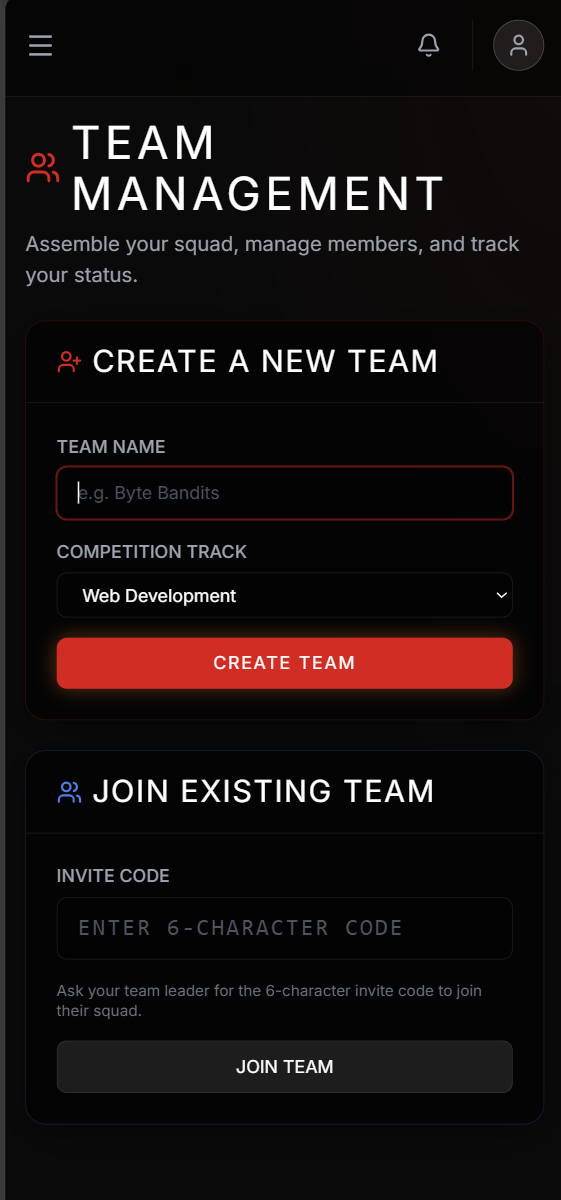 TEAM
MANAGEMENT
Assemble your squad, manage members, and track
your status.
CREATE A NEW TEAM
TEAM NAME
e.g. Byte Bandits
COMPETITION TRACK
Web Development
CREATE TEAM
JOIN EXISTING TEAM
INVITE CODE
ENTER 6-CHARACTER CODE
Ask your team leader for the 6-character invite code to join
their squad.
JOIN TEAM